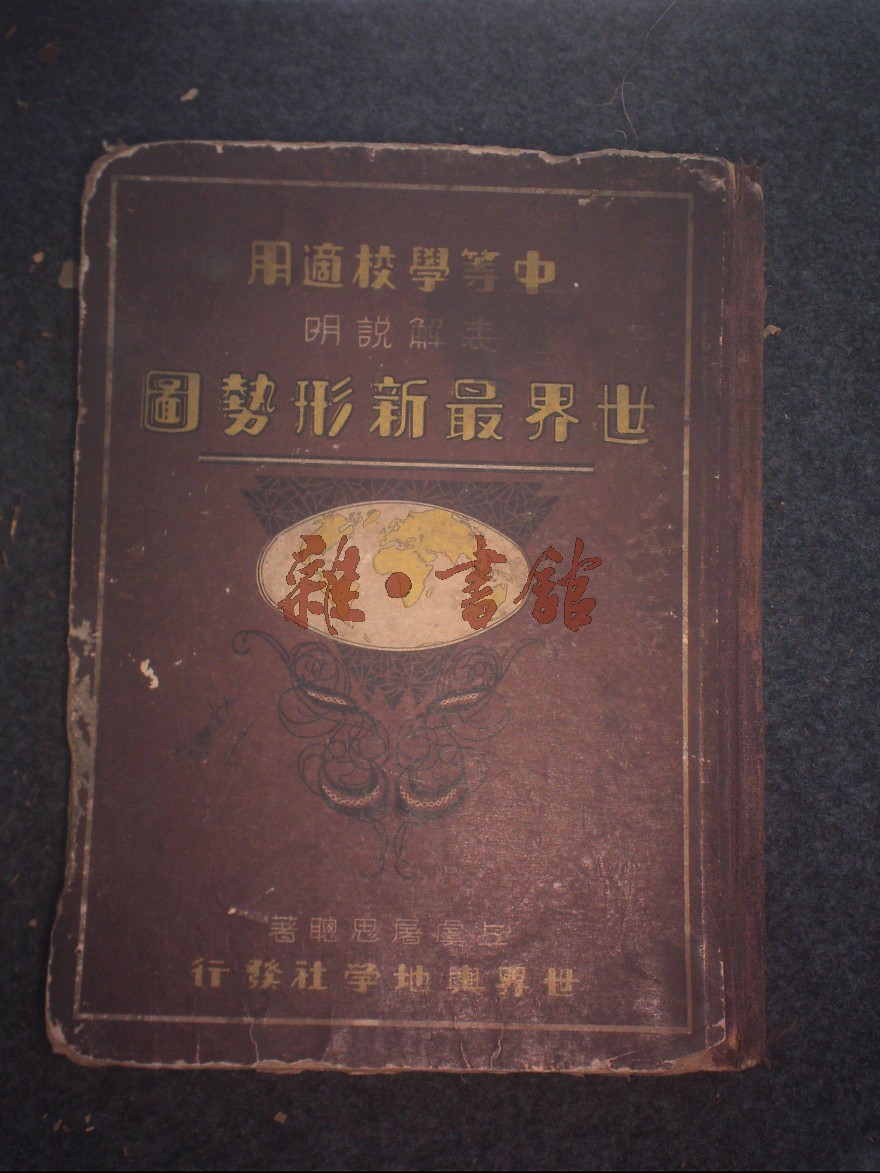 中等學校適用
表解說明
世界最新形勢圖
雜·書館
上虞屠思聰著
世界輿地学社發行